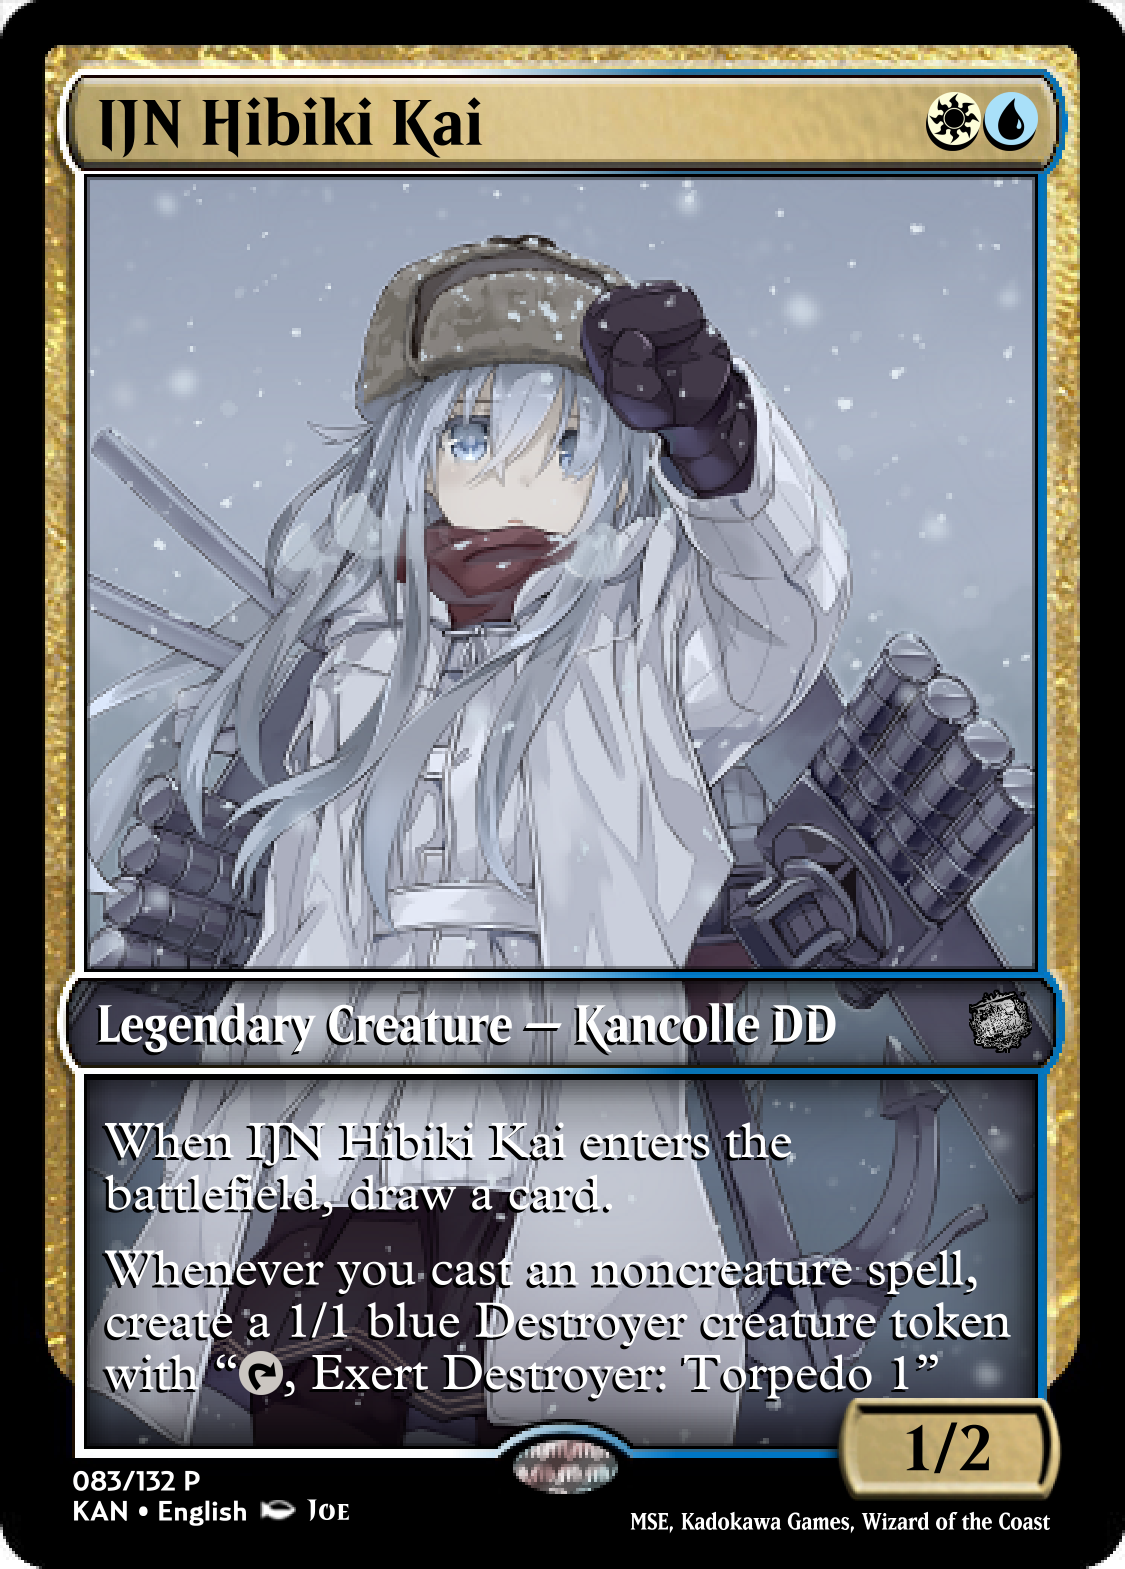 IJN Hibiki Kai
Legendary Creature — Kancolle DD
When IJN Hibiki Kai enters the
battlefield, draw a card.
Whenever you cast an noncreature spell,
create a 1/1 blue Destroyer creature token
with “, Exert Destroyer: Torpedo 1”
1/2
083/132 P
KAN • English JOE
MSE, Kadokawa Games, Wizard of the Coast